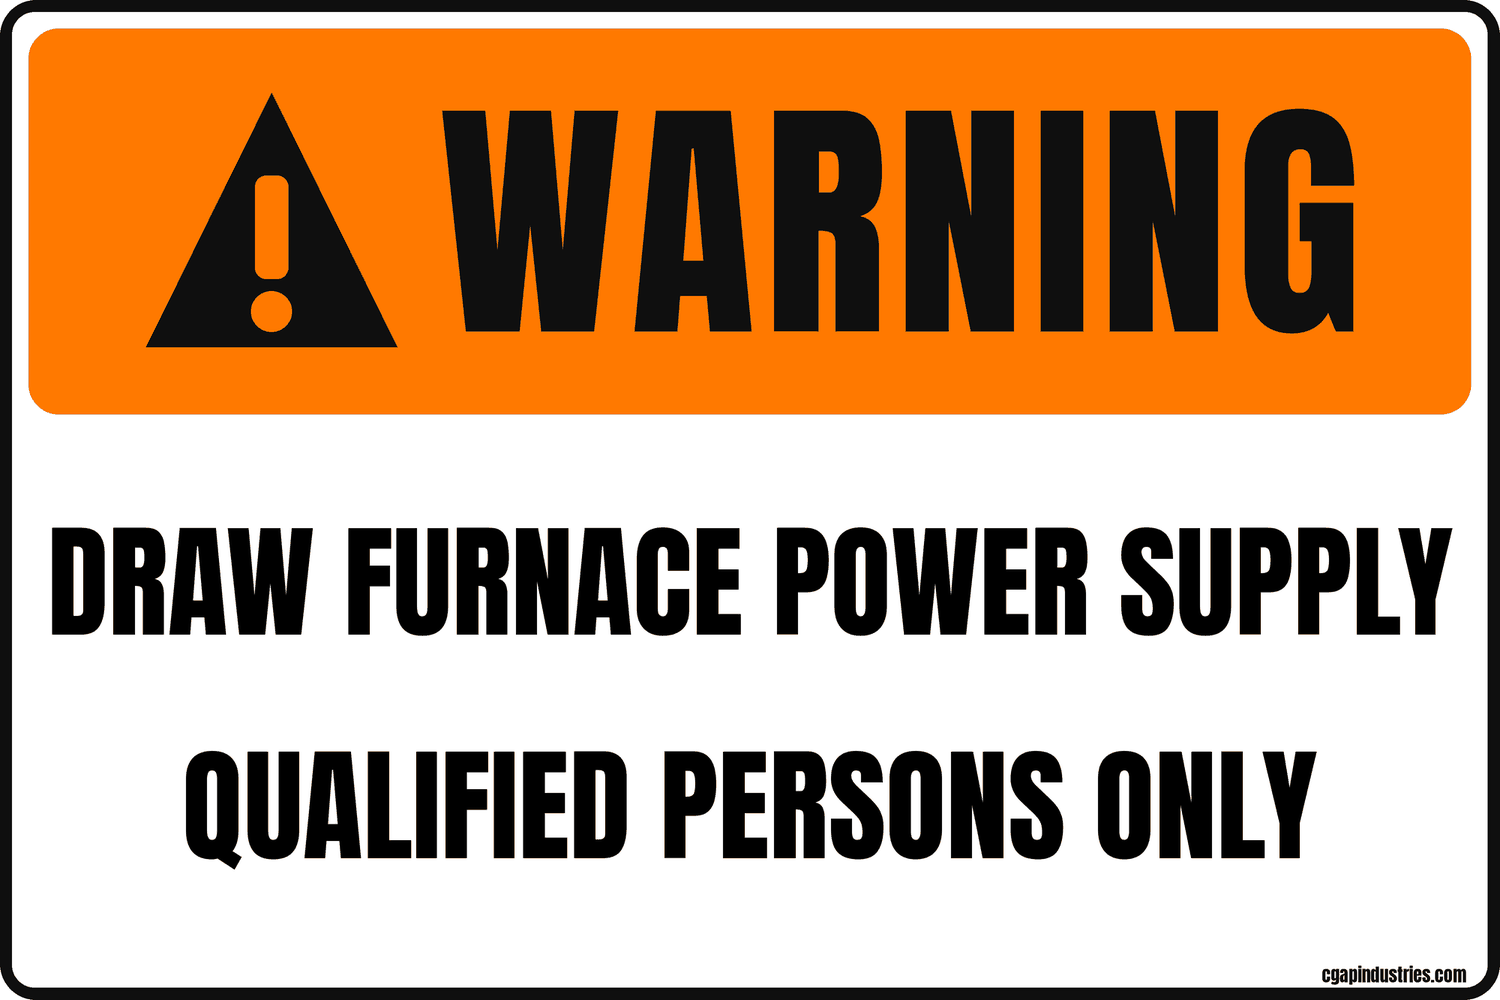 WARNING
DRAW FURNACE POWER SUPPLY
QUALIFIED PERSONS ONLY
cgapindustries.com